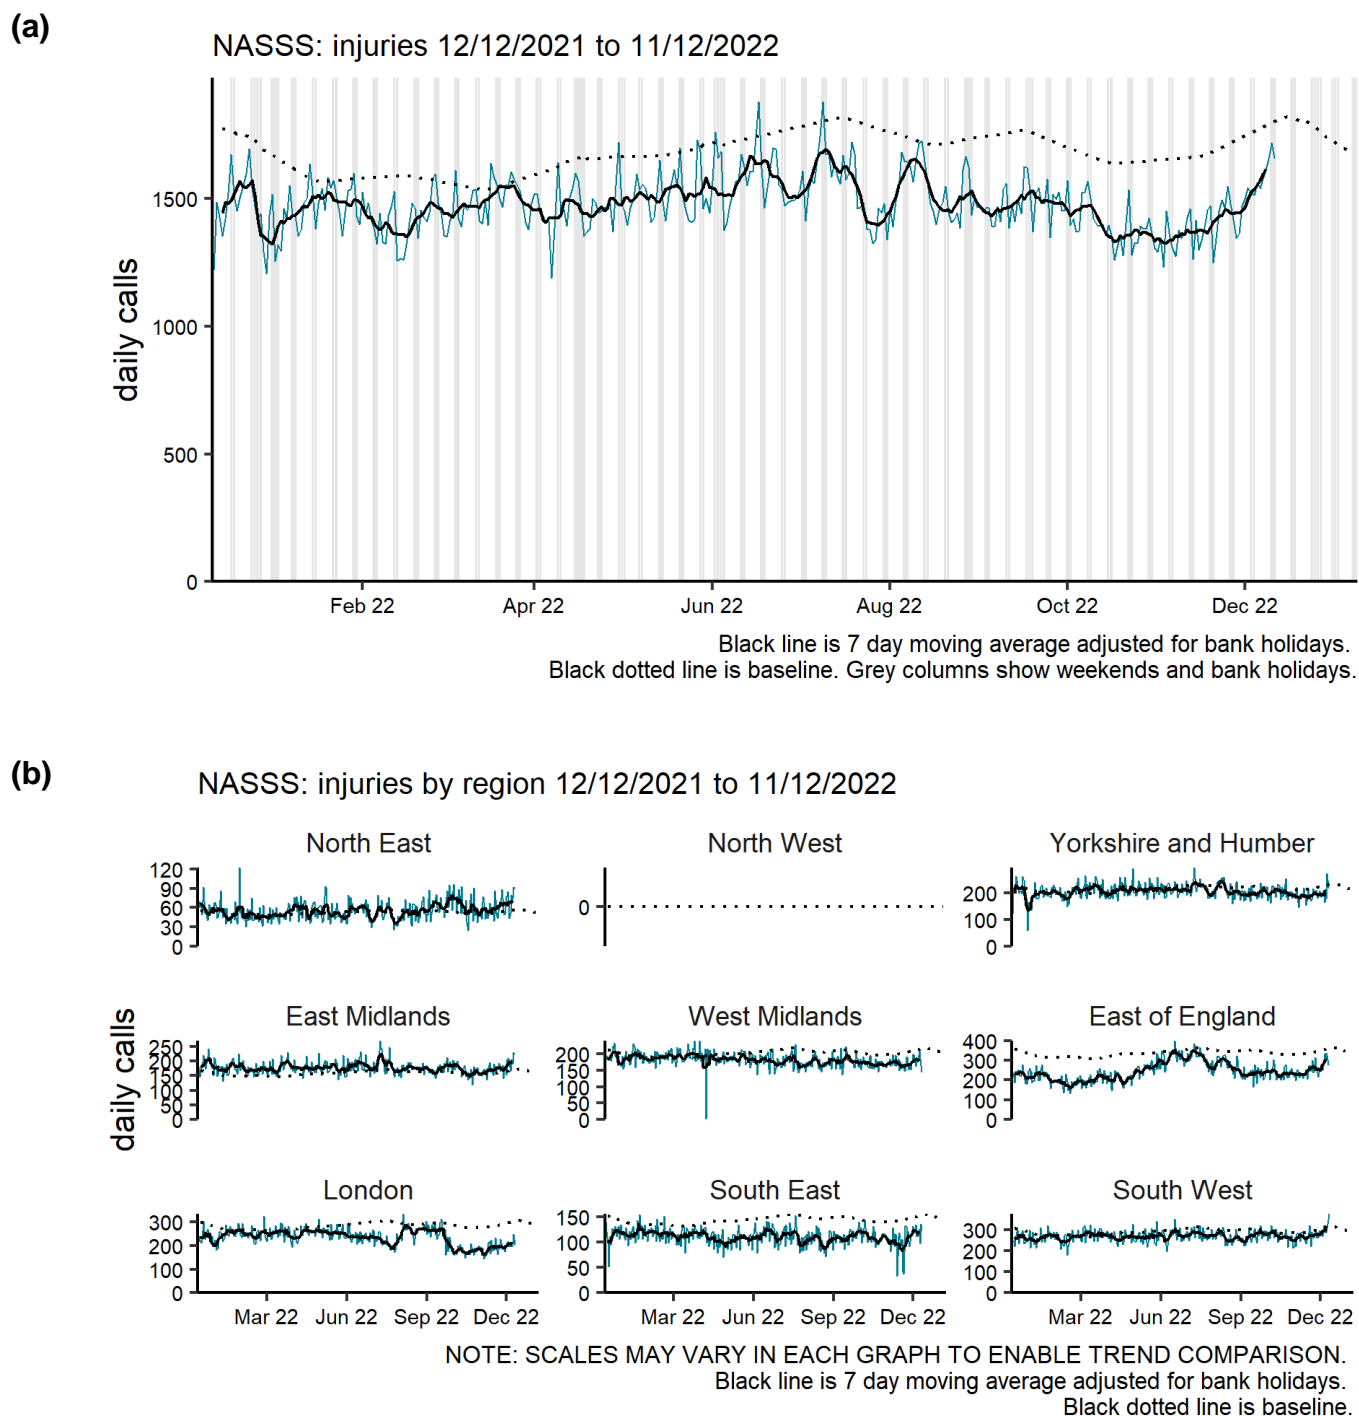 (a)
NASSS: injuries 12/12/2021 to 11/12/2022
daily calls
1500
1000
500
0
Feb 22 Apr 22 Jun 22 Aug 22 Oct 22 Dec 22
Black line is 7 day moving average adjusted for bank holidays.
Black dotted line is baseline. Grey columns show weekends and bank holidays.
(b)
NASSS: injuries by region 12/12/2021 to 11/12/2022
daily calls
North East
120
90
60
30
0
North West
0
Yorkshire and Humber
200
100
0
East Midlands
250
200
150
100
50
0
West Midlands
200
150
100
50
0
East of England
400
300
200
100
0
London
300
200
100
0
South East
150
100
50
0
South West
300
200
100
0
Mar 22 Jun 22 Sep 22 Dec 22 Mar 22 Jun 22 Sep 22 Dec 22 Mar 22 Jun 22 Sep 22 Dec 22
NOTE: SCALES MAY VARY IN EACH GRAPH TO ENABLE TREND COMPARISON.
Black line is 7 day moving average adjusted for bank holidays.
Black dotted line is baseline.